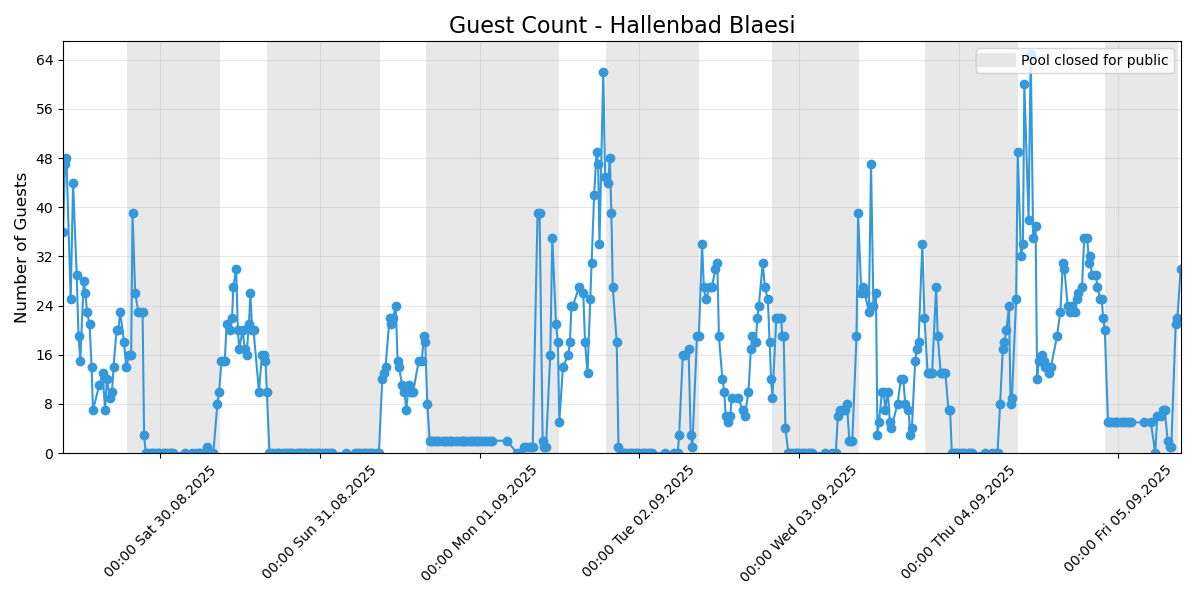 Guest Count - Hallenbad Blaesi
Number of Guests
64
56
48
40
32
24
16
8
0
Pool closed for public
00:00 Sat 30.08.2025
00:00 Sun 31.08.2025
00:00 Mon 01.09.2025
00:00 Tue 02.09.2025
00:00 Wed 03.09.2025
00:00 Thu 04.09.2025
00:00 Fri 05.09.2025